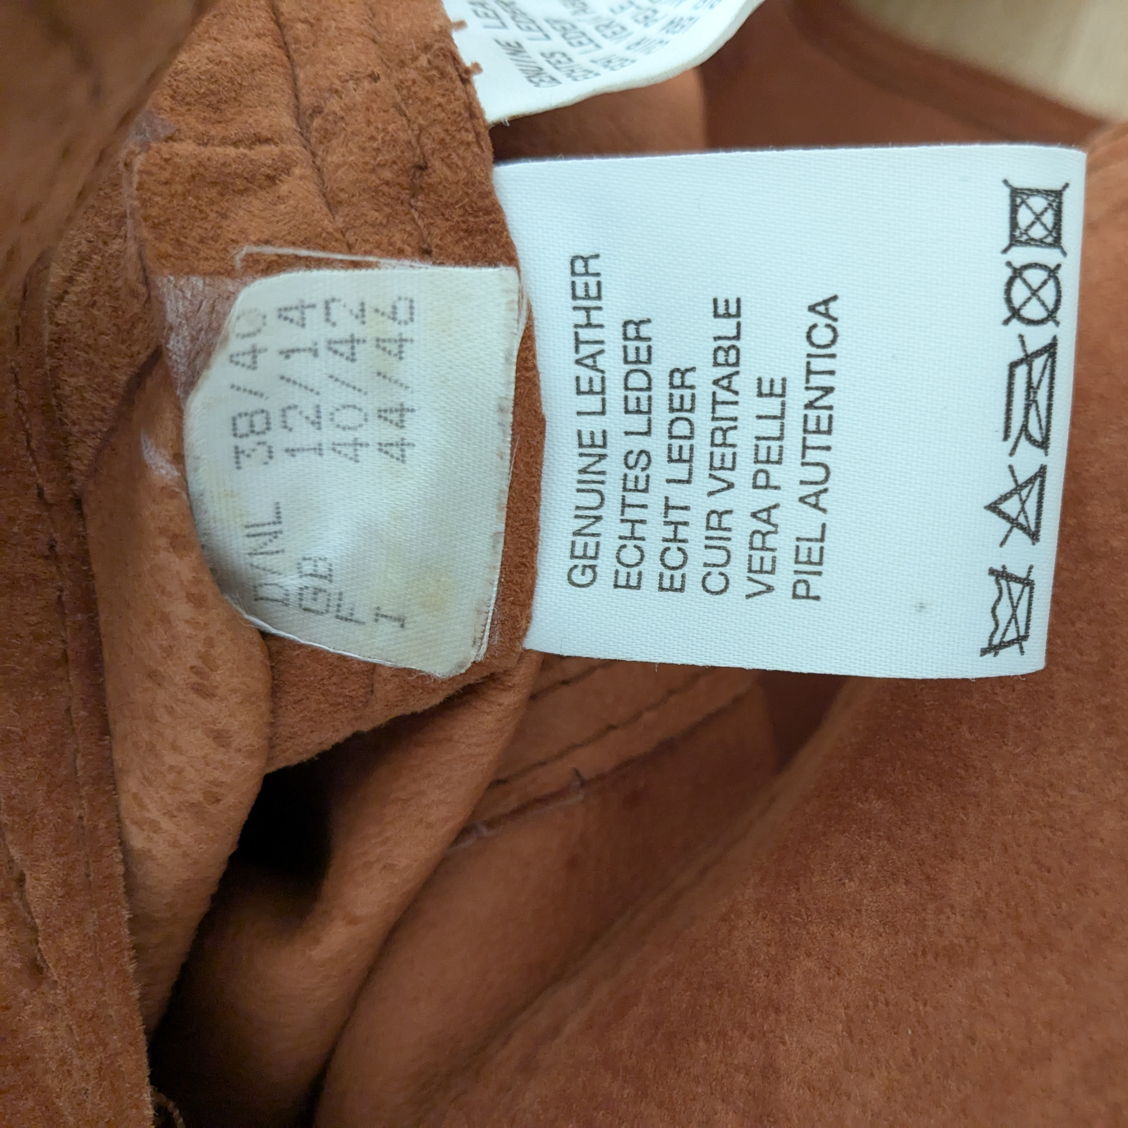 GENUINE LEATHER
ECHTES LEDER
ECHT LEDER
CUIR VERITABLE
VERA PELLE
PIEL AUTENTICA
D/NL 38/40
GB 12/14
F 40/42
I 44/46